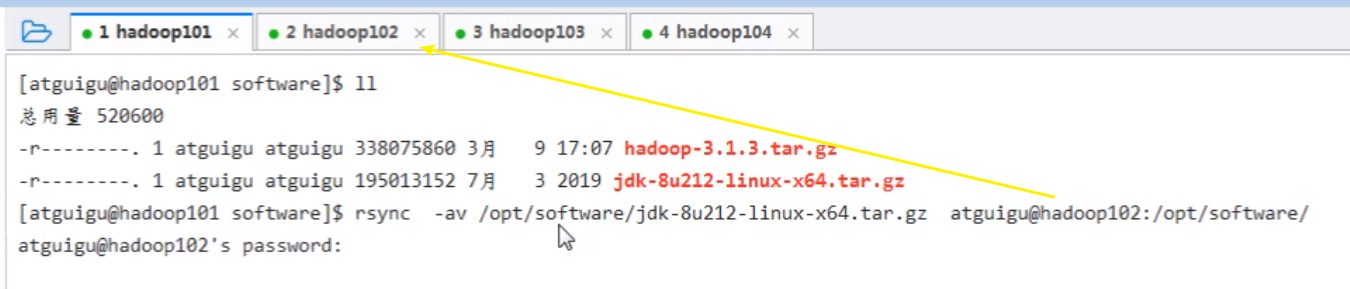 1 hadoop101 × 2 hadoop102 × 3 hadoop103 × 4 hadoop104 ×
[atguigu@hadoop101 software]$ ll
总用量 520600
-r--------. 1 atguigu atguigu 338075860 3月   9 17:07 hadoop-3.1.3.tar.gz
-r--------. 1 atguigu atguigu 195013152 7月   3 2019 jdk-8u212-linux-x64.tar.gz
[atguigu@hadoop101 software]$ rsync  -av /opt/software/jdk-8u212-linux-x64.tar.gz  atguigu@hadoop102:/opt/software/
atguigu@hadoop102's password: